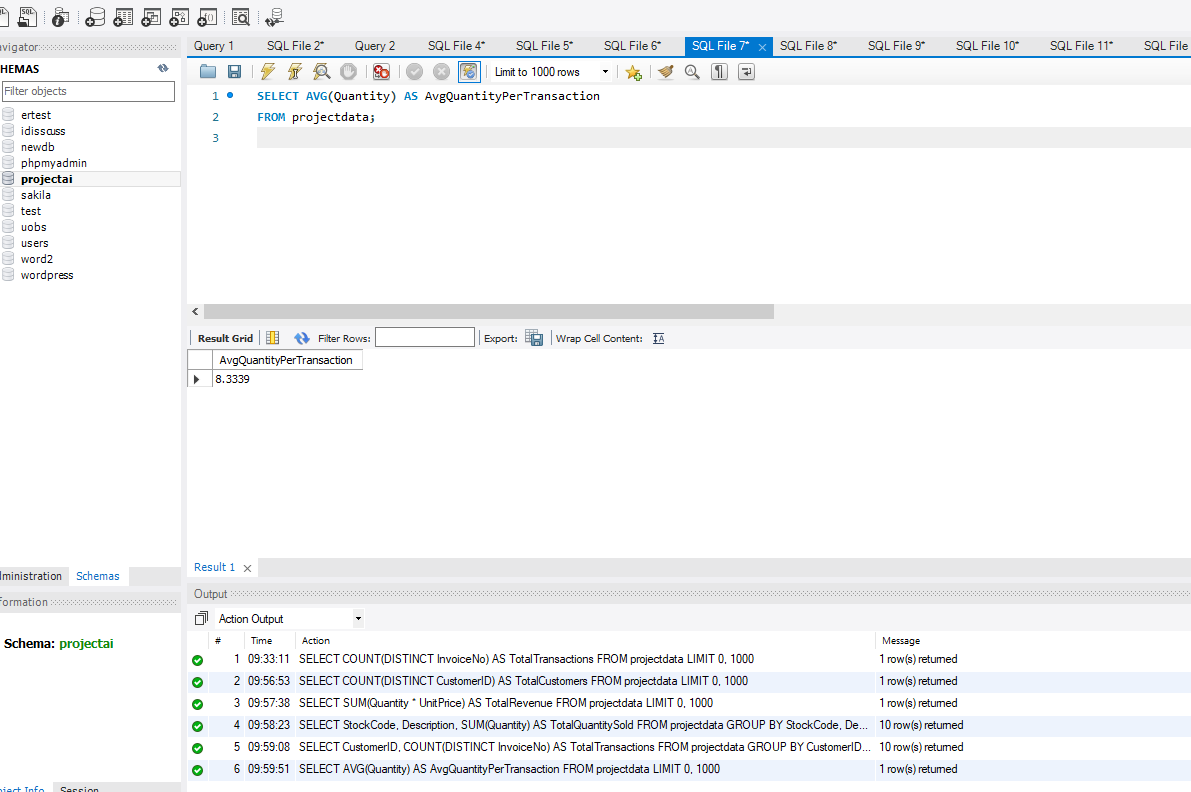 avigator
Query 1 SQL File 2* Query 2 SQL File 4* SQL File 5* SQL File 6* SQL File 7* × SQL File 8* SQL File 9* SQL File 10* SQL File 11* SQL File
HEMAS
Filter objects
ertest
idisscuss
newdb
phpmyadmin
projectai
sakila
test
uobs
users
word2
wordpress
Limit to 1000 rows
1 SELECT AVG(Quantity) AS AvgQuantityPerTransaction
2 FROM projectdata;
3
Result Grid Filter Rows: Export: Wrap Cell Content:
AvgQuantityPerTransaction
8.3339
Result 1 ×
dministration Schemas
formation
Schema: projectai
Output
Action Output
# Time Action Message
1 09:33:11 SELECT COUNT(DISTINCT InvoiceNo) AS TotalTransactions FROM projectdata LIMIT 0, 1000 1 row(s) returned
2 09:56:53 SELECT COUNT(DISTINCT CustomerID) AS TotalCustomers FROM projectdata LIMIT 0, 1000 1 row(s) returned
3 09:57:38 SELECT SUM(Quantity * UnitPrice) AS TotalRevenue FROM projectdata LIMIT 0, 1000 1 row(s) returned
4 09:58:23 SELECT StockCode, Description, SUM(Quantity) AS TotalQuantitySold FROM projectdata GROUP BY StockCode, De... 10 row(s) returned
5 09:59:08 SELECT CustomerID, COUNT(DISTINCT InvoiceNo) AS TotalTransactions FROM projectdata GROUP BY CustomerID... 10 row(s) returned
6 09:59:51 SELECT AVG(Quantity) AS AvgQuantityPerTransaction FROM projectdata LIMIT 0, 1000 1 row(s) returned
ject Info Session